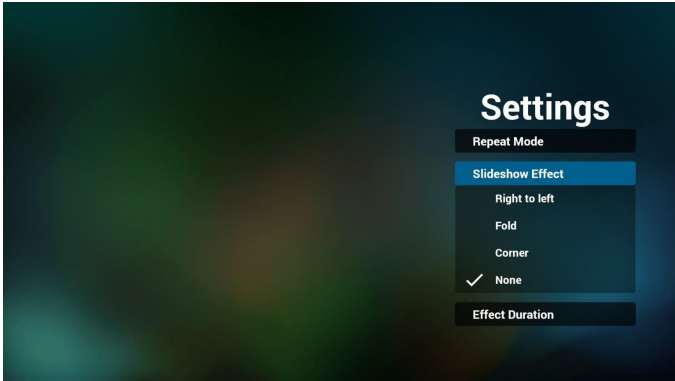 Settings
Repeat Mode
Slideshow Effect
Right to left
Fold
Corner
None
Effect Duration